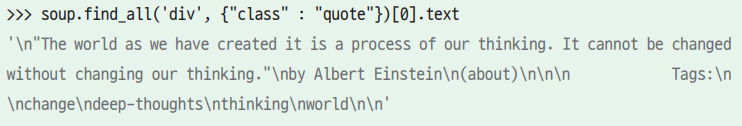 >>> soup.find_all('div', {"class" : "quote"})[0].text
'\n"The world as we have created it is a process of our thinking. It cannot be changed
without changing our thinking."\nby Albert Einstein\n(about)\n\n\n            Tags:\n
\nchange\ndeep-thoughts\nthinking\nworld\n\n'